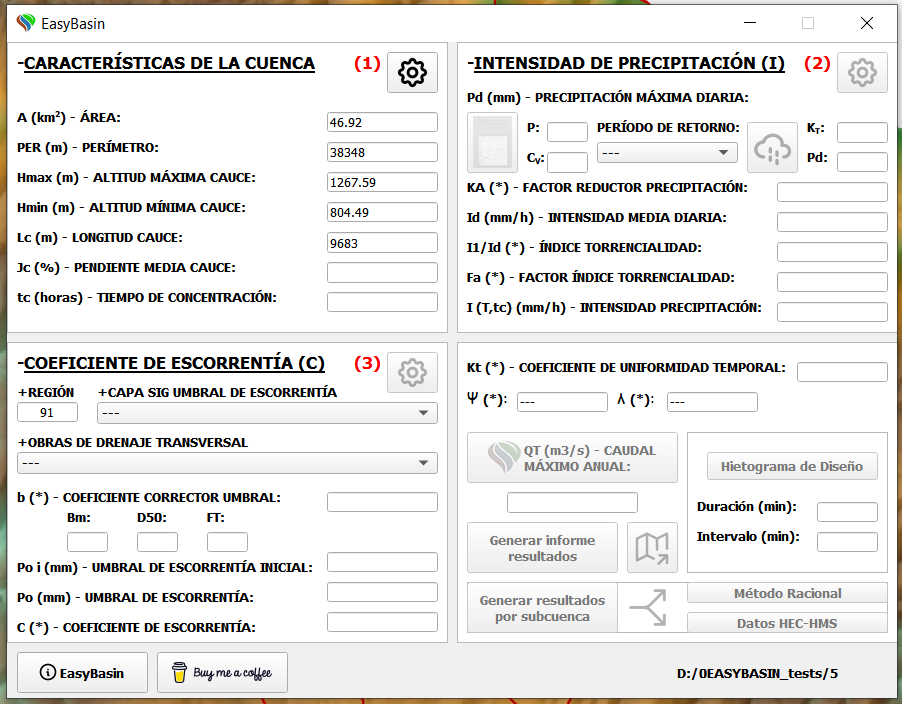 EasyBasin
-CARACTERÍSTICAS DE LA CUENCA (1)
A (km²) - ÁREA: 46.92
PER (m) - PERÍMETRO: 38348
Hmax (m) - ALTITUD MÁXIMA CAUCE: 1267.59
Hmin (m) - ALTITUD MÍNIMA CAUCE: 804.49
Lc (m) - LONGITUD CAUCE: 9683
Jc (%) - PENDIENTE MEDIA CAUCE:
tc (horas) - TIEMPO DE CONCENTRACIÓN:
-INTENSIDAD DE PRECIPITACIÓN (I) (2)
Pd (mm) - PRECIPITACIÓN MÁXIMA DIARIA:
P: PERÍODO DE RETORNO: KT:
Cv: --- Pd:
KA (*) - FACTOR REDUCTOR PRECIPITACIÓN:
Id (mm/h) - INTENSIDAD MEDIA DIARIA:
I1/Id (*) - ÍNDICE TORRENCIALIDAD:
Fa (*) - FACTOR ÍNDICE TORRENCIALIDAD:
I (T,tc) (mm/h) - INTENSIDAD PRECIPITACIÓN:
-COEFICIENTE DE ESCORRENTÍA (C) (3)
+REGIÓN +CAPA SIG UMBRAL DE ESCORRENTÍA
91 ---
+OBRAS DE DRENAJE TRANSVERSAL
---
b (*) - COEFICIENTE CORRECTOR UMBRAL:
Bm: D50: FT:
Po i (mm) - UMBRAL DE ESCORRENTÍA INICIAL:
Po (mm) - UMBRAL DE ESCORRENTÍA:
C (*) - COEFICIENTE DE ESCORRENTÍA:
Kt (*) - COEFICIENTE DE UNIFORMIDAD TEMPORAL:
Ψ (*): --- λ (*): ---
QT (m3/s) - CAUDAL
MÁXIMO ANUAL:
Generar informe
resultados
Generar resultados
por subcuenca
Hietograma de Diseño
Duración (min):
Intervalo (min):
Método Racional
Datos HEC-HMS
EasyBasin
Buy me a coffee
D:/0EASYBASIN_tests/5